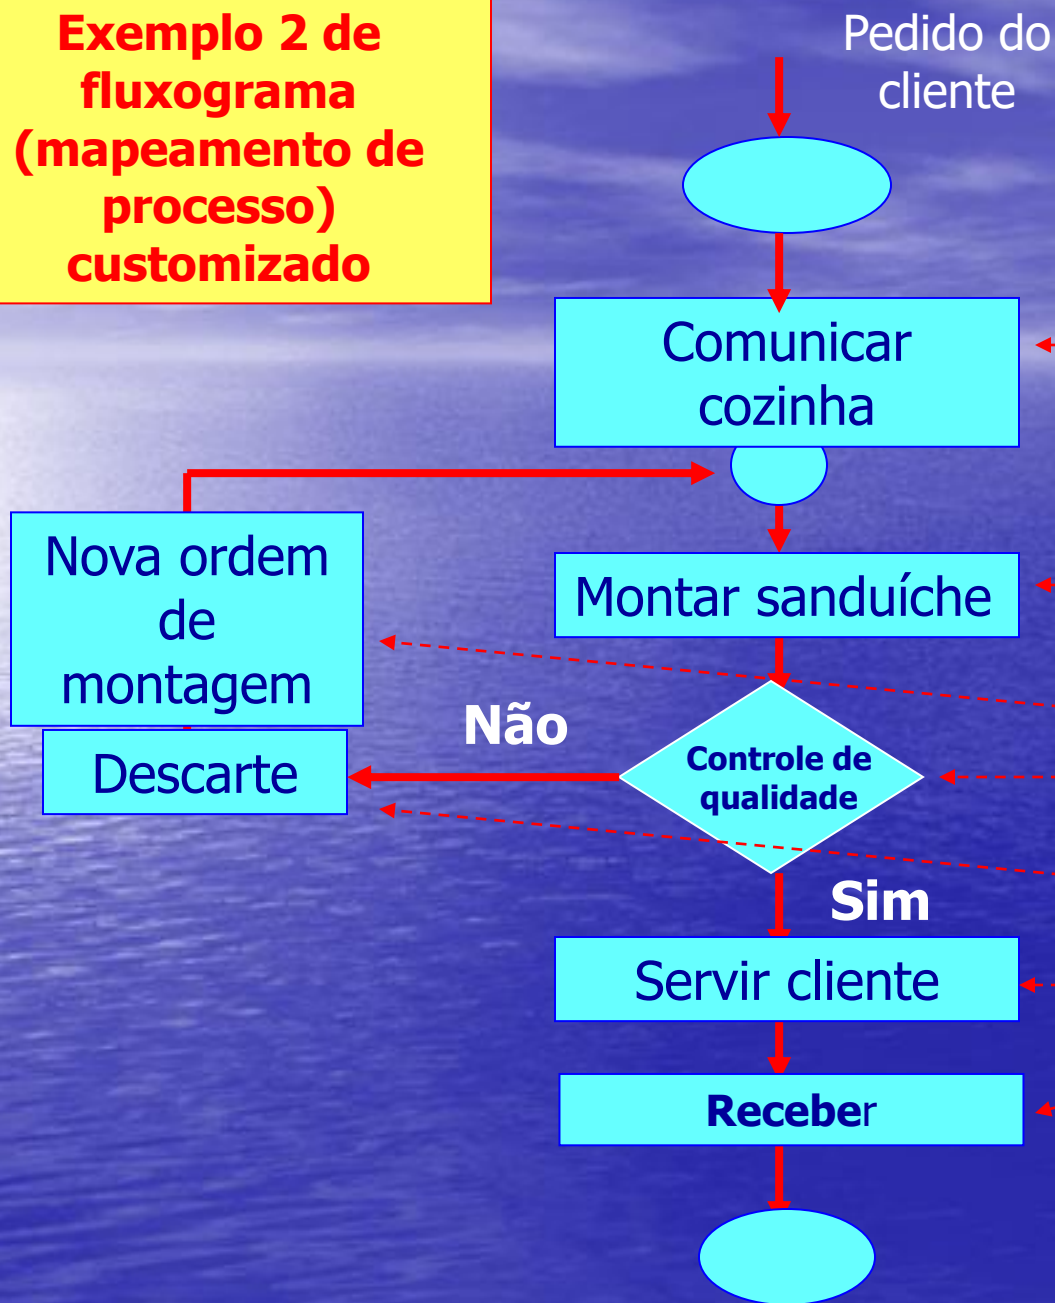 Exemplo 2 de
fluxograma
(mapeamento de
processo)
customizado
Pedido do
cliente
Comunicar
cozinha
Nova ordem
de
montagem
Montar sanduíche
Não
Controle de
qualidade
Descarte
Sim
Servir cliente
Receber